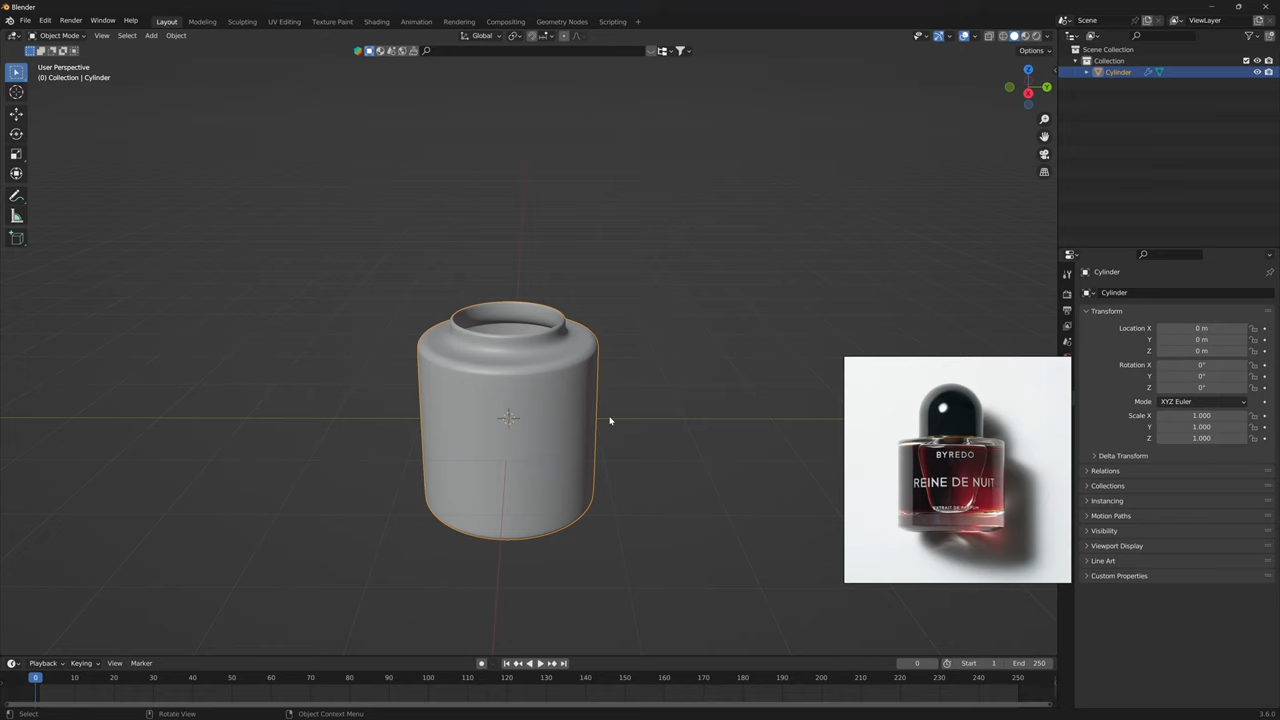 Blender
File Edit Render Window Help Layout Modeling Sculpting UV Editing Texture Paint Shading Animation Rendering Compositing Geometry Nodes Scripting + Scene ViewLayer
Object Mode View Select Add Object Global
Options
User Perspective
(0) Collection | Cylinder
Z
Y
X
Scene Collection
Collection
Cylinder
Cylinder
Cylinder
Transform
Location X 0 m
Y 0 m
Z 0 m
Rotation X 0°
Y 0°
Z 0°
Mode XYZ Euler
Scale X 1.000
Y 1.000
Z 1.000
Delta Transform
Relations
Collections
Instancing
Motion Paths
Visibility
Viewport Display
Line Art
Custom Properties
BYREDO
REINE DE NUIT
EXTRAIT DE PARFUM
Playback Keying View Marker 0 Start 1 End 250
0 10 20 30 40 50 60 70 80 90 100 110 120 130 140 150 160 170 180 190 200 210 220 230 240 250
Select Rotate View Object Context Menu 3.6.0